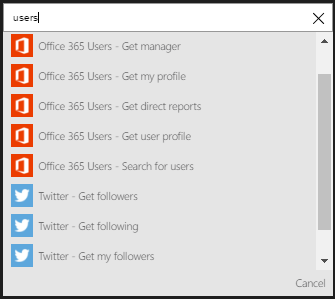 users
Office 365 Users - Get manager
Office 365 Users - Get my profile
Office 365 Users - Get direct reports
Office 365 Users - Get user profile
Office 365 Users - Search for users
Twitter - Get followers
Twitter - Get following
Twitter - Get my followers
Cancel